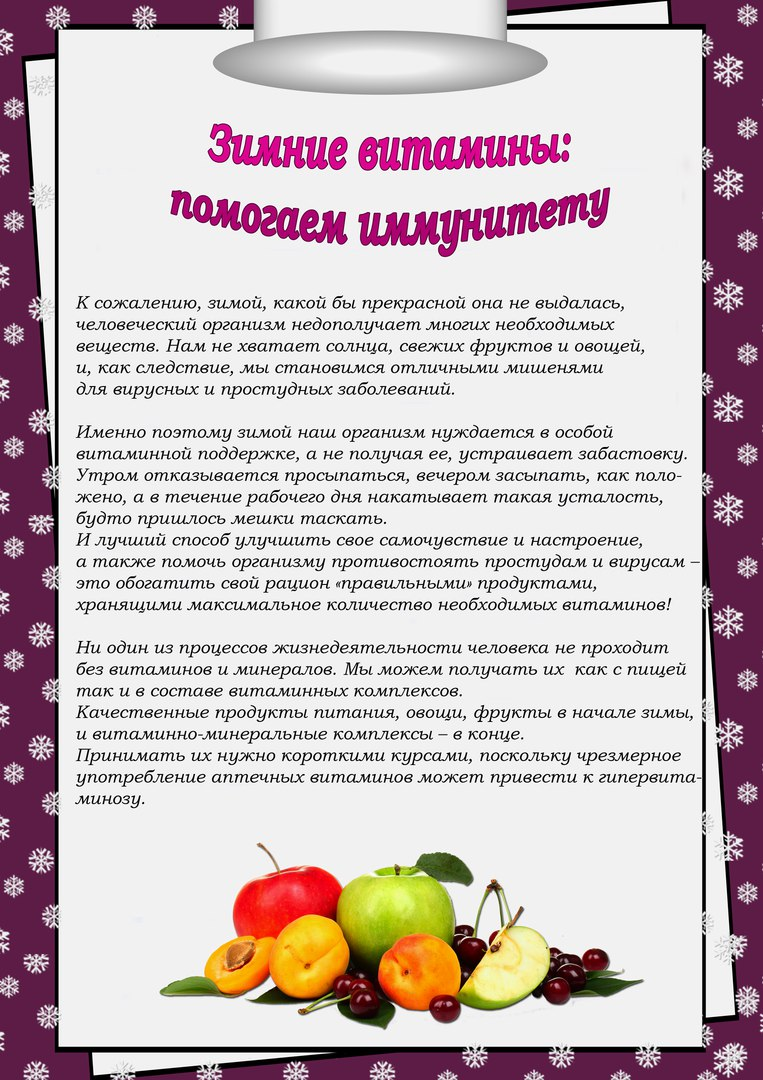 Зимние витамины:
помогаем иммунитету
К сожалению, зимой, какой бы прекрасной она не выдалась,
человеческий организм недополучает многих необходимых
веществ. Нам не хватает солнца, свежих фруктов и овощей,
и, как следствие, мы становимся отличными мишенями
для вирусных и простудных заболеваний.
Именно поэтому зимой наш организм нуждается в особой
витаминной поддержке, а не получая ее, устраивает забастовку.
Утром отказывается просыпаться, вечером засыпать, как поло-
жено, а в течение рабочего дня накатывает такая усталость,
будто пришлось мешки таскать.
И лучший способ улучшить свое самочувствие и настроение,
а также помочь организму противостоять простудам и вирусам –
это обогатить свой рацион «правильными» продуктами,
хранящими максимальное количество необходимых витаминов!
Ни один из процессов жизнедеятельности человека не проходит
без витаминов и минералов. Мы можем получать их как с пищей
так и в составе витаминных комплексов.
Качественные продукты питания, овощи, фрукты в начале зимы,
и витаминно-минеральные комплексы – в конце.
Принимать их нужно короткими курсами, поскольку чрезмерное
употребление аптечных витаминов может привести к гипервита-
минозу.